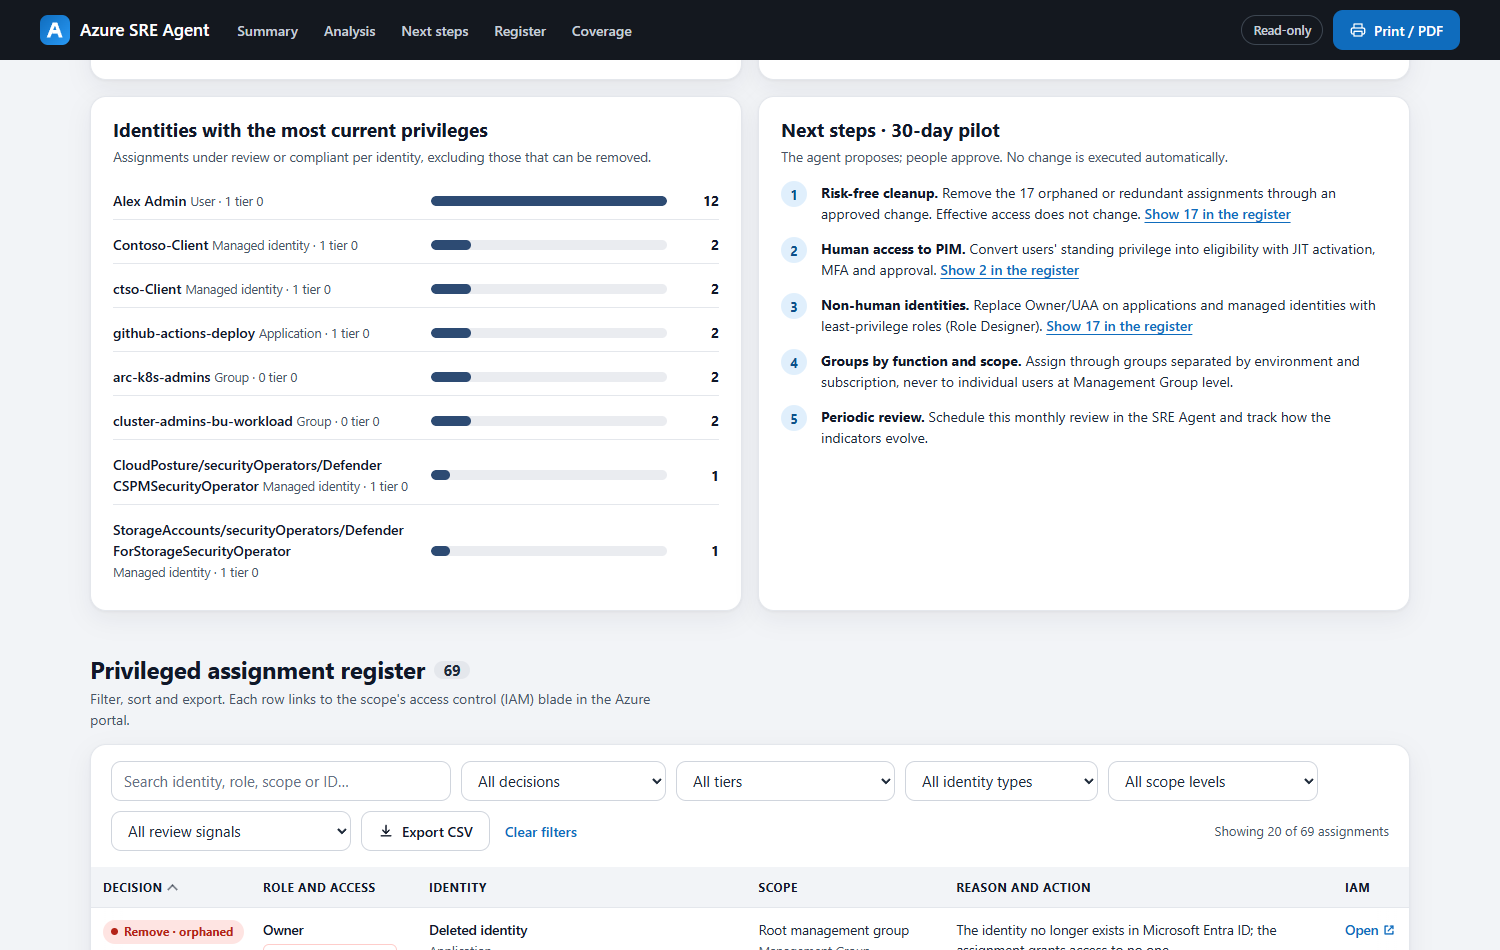 A Azure SRE Agent
Summary
Analysis
Next steps
Register
Coverage
Read-only
Print / PDF
Identities with the most current privileges
Assignments under review or compliant per identity, excluding those that can be removed.
Alex Admin User · 1 tier 0
12
Contoso-Client Managed identity · 1 tier 0
2
ctso-Client Managed identity · 1 tier 0
2
github-actions-deploy Application · 1 tier 0
2
arc-k8s-admins Group · 0 tier 0
2
cluster-admins-bu-workload Group · 0 tier 0
2
CloudPosture/securityOperators/Defender
CSPMSecurityOperator Managed identity · 1 tier 0
1
StorageAccounts/securityOperators/Defender
ForStorageSecurityOperator
Managed identity · 1 tier 0
1
Next steps · 30-day pilot
The agent proposes; people approve. No change is executed automatically.
1 Risk-free cleanup. Remove the 17 orphaned or redundant assignments through an
approved change. Effective access does not change. Show 17 in the register
2 Human access to PIM. Convert users' standing privilege into eligibility with JIT activation,
MFA and approval. Show 2 in the register
3 Non-human identities. Replace Owner/UAA on applications and managed identities with
least-privilege roles (Role Designer). Show 17 in the register
4 Groups by function and scope. Assign through groups separated by environment and
subscription, never to individual users at Management Group level.
5 Periodic review. Schedule this monthly review in the SRE Agent and track how the
indicators evolve.
Privileged assignment register 69
Filter, sort and export. Each row links to the scope's access control (IAM) blade in the Azure
portal.
Search identity, role, scope or ID...
All decisions
All tiers
All identity types
All scope levels
All review signals
Export CSV
Clear filters
Showing 20 of 69 assignments
DECISION
ROLE AND ACCESS
IDENTITY
SCOPE
REASON AND ACTION
IAM
Remove · orphaned
Owner
Deleted identity
Root management group
The identity no longer exists in Microsoft Entra ID; the
Open